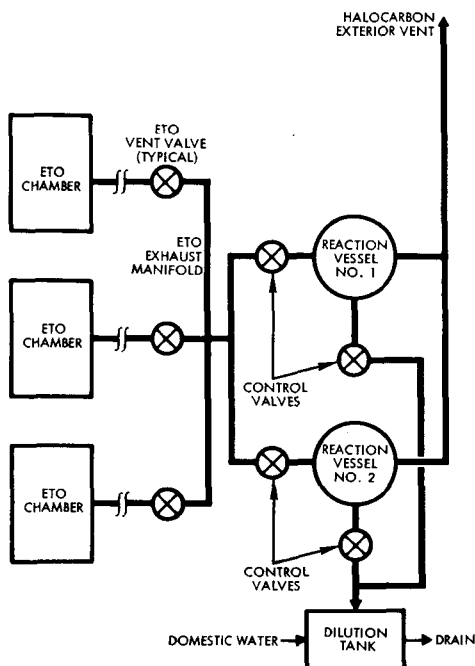 HALOCARBON
EXTERIOR VENT
ETO
VENT VALVE
(TYPICAL)
ETO
CHAMBER
ETO
EXHAUST
MANIFOLD
REACTION
VESSEL
NO. 1
ETO
CHAMBER
CONTROL
VALVES
REACTION
VESSEL
NO. 2
ETO
CHAMBER
CONTROL
VALVES
DOMESTIC WATER
DILUTION
TANK
DRAIN